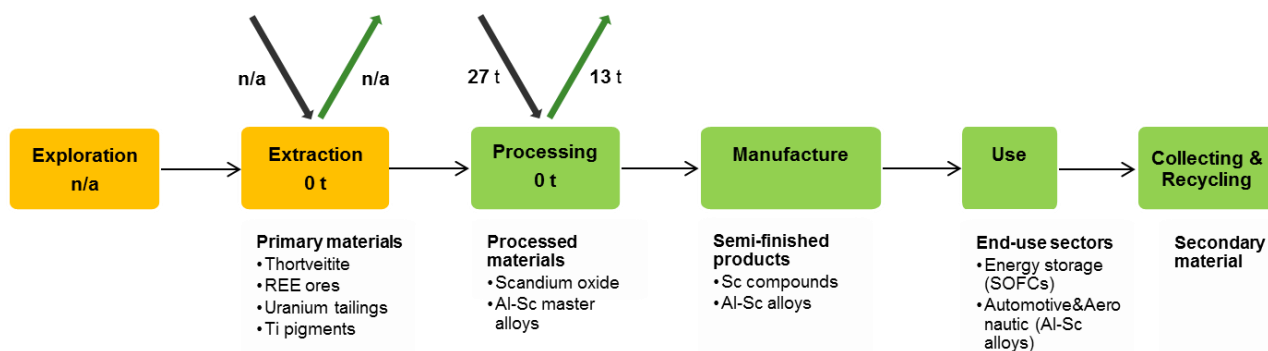 n/a
n/a
27 t
13 t
Exploration
n/a
Extraction
0 t
Processing
0 t
Manufacture
Use
Collecting &
Recycling
Primary materials
•Thortveitite
•REE ores
•Uranium tailings
•Ti pigments
Processed
materials
•Scandium oxide
•Al-Sc master
alloys
Semi-finished
products
•Sc compounds
•Al-Sc alloys
End-use sectors
•Energy storage
(SOFCs)
•Automotive&Aero
nautic (Al-Sc
alloys)
Secondary
material